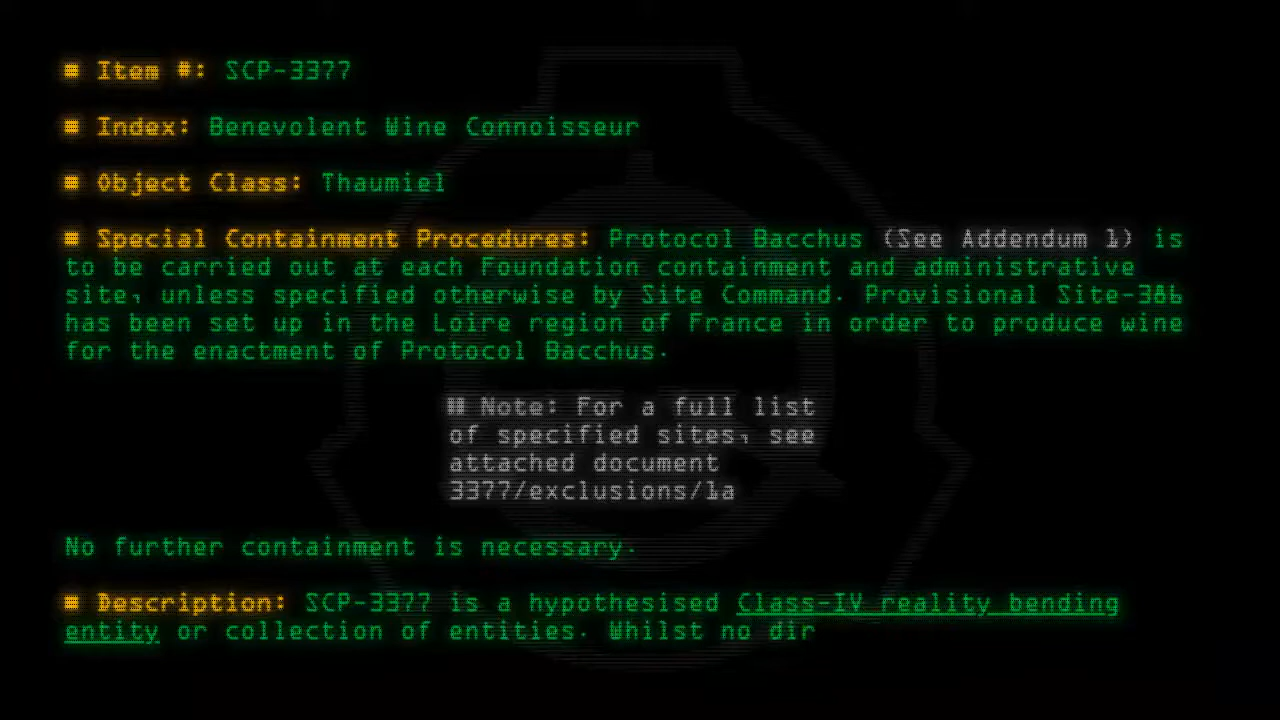 # Item #: SCP-3377
# Index: Benevolent Wine Connoisseur
# Object Class: Thaumiel
# Special Containment Procedures: Protocol Bacchus (See Addendum 1) is
to be carried out at each Foundation containment and administrative
site, unless specified otherwise by Site Command. Provisional Site-386
has been set up in the Loire region of France in order to produce wine
for the enactment of Protocol Bacchus.
## Note: For a full list
of specified sites, see
attached document
3377/exclusions/1a
No further containment is necessary.
# Description: SCP-3377 is a hypothesised Class-IV reality bending
entity or collection of entities. Whilst no dir